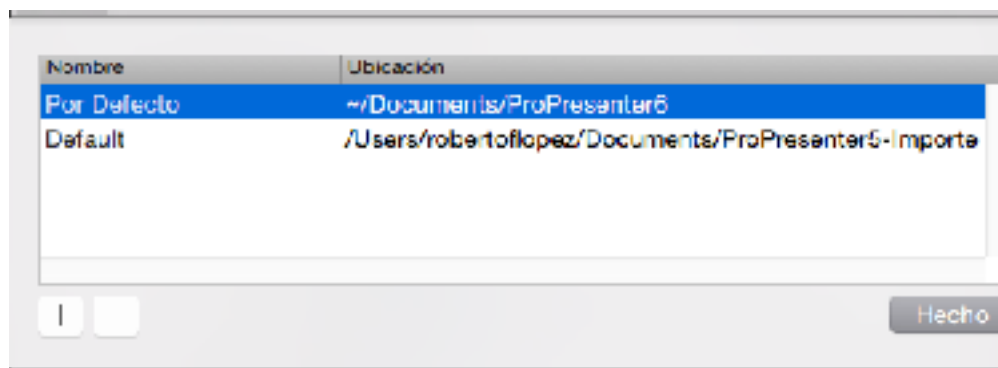 Nombre Ubicación
Por Defecto ~/Documents/ProPresenter6
Default /Users/robertoflopez/Documents/ProPresenter5-Importe
Hecho